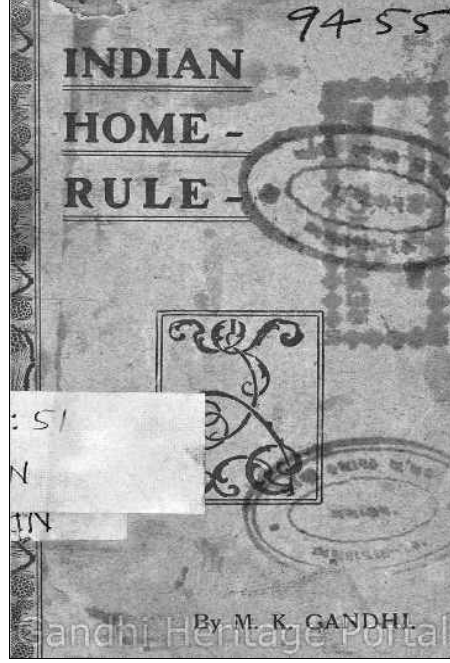 9455
INDIAN
HOME -
RULE -
: 51
N
IN
By M. K. GANDHI.
Gandhi Heritage Portal